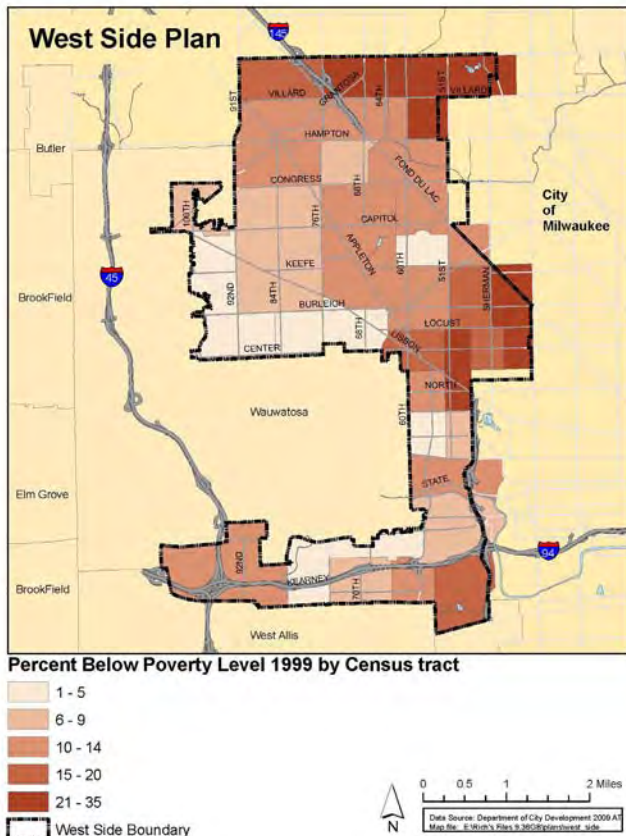 West Side Plan
145
91ST
VILLARD
GRANTOSA
64TH
51ST
VILLARD
HAMPTON
Butler
FOND DU LAC
CONGRESS
68TH
106TH
76TH
CAPITOL
City
of
Milwaukee
APPLETON
60TH
51ST
KEEFE
45
92ND
84TH
SHERMAN
BrookField
BURLEIGH
LOCUST
68TH
LISBON
CENTER
NORTH
Wauwatosa
60TH
STATE
Elm Grove
92ND
94
KEARNEY
70TH
BrookField
West Allis
Percent Below Poverty Level 1999 by Census tract
1 - 5
6 - 9
10 - 14
15 - 20
21 - 35
West Side Boundary
N
0 0.5 1 2 Miles
Data Source: Department of City Development 2009 AT